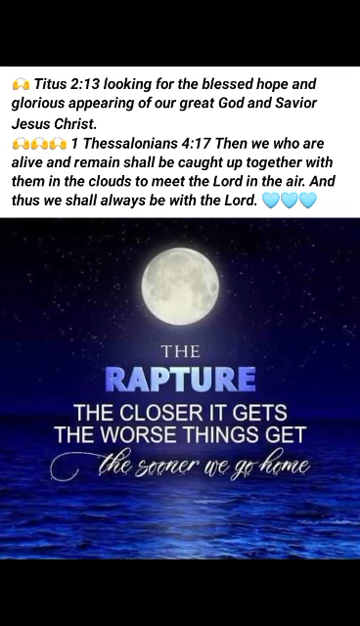 🙌 Titus 2:13 looking for the blessed hope and
glorious appearing of our great God and Savior
Jesus Christ.
🙌🙌🙌 1 Thessalonians 4:17 Then we who are
alive and remain shall be caught up together with
them in the clouds to meet the Lord in the air. And
thus we shall always be with the Lord. 🩵🩵🩵
THE
RAPTURE
THE CLOSER IT GETS
THE WORSE THINGS GET
the sooner we go home